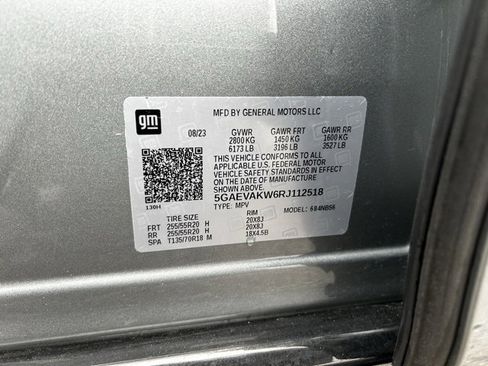 gm
MFD BY GENERAL MOTORS LLC
08/23 GVWR GAWR FRT GAWR RR
2800 KG 1450 KG 1600 KG
6173 LB 3196 LB 3527 LB
THIS VEHICLE CONFORMS TO ALL
APPLICABLE U.S. FEDERAL MOTOR
VEHICLE SAFETY STANDARDS IN EFFECT
ON THE DATE OF MANUFACTURE SHOWN ABOVE.
5GAEVAKW6RJ112518
130H TYPE: MPV MODEL: 684NB56
TIRE SIZE RIM
FRT 255/55R20 H 20X8J
RR 255/55R20 H 20X8J
SPA T135/70R18 M 18X4.5B